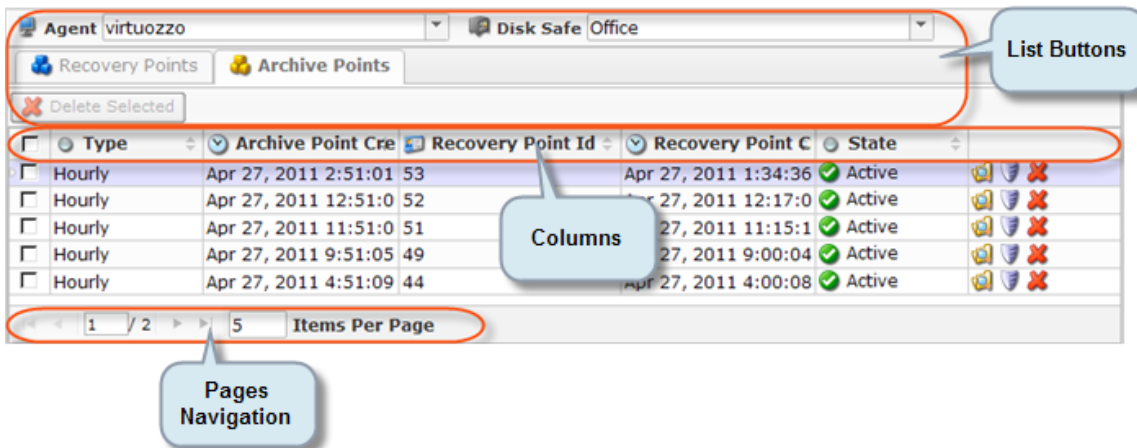 Agent virtuozzo Disk Safe Office
List Buttons
Recovery Points Archive Points
Delete Selected
Type Archive Point Cre Recovery Point Id Recovery Point C State
Hourly Apr 27, 2011 2:51:01 53 Apr 27, 2011 1:34:36 Active
Hourly Apr 27, 2011 12:51:0 52 Apr 27, 2011 12:17:0 Active
Hourly Apr 27, 2011 11:51:0 51 27, 2011 11:15:1 Active
Columns
Hourly Apr 27, 2011 9:51:05 49 27, 2011 9:00:04 Active
Hourly Apr 27, 2011 4:51:09 44 Apr 27, 2011 4:00:08 Active
1 / 2 5 Items Per Page
Pages
Navigation